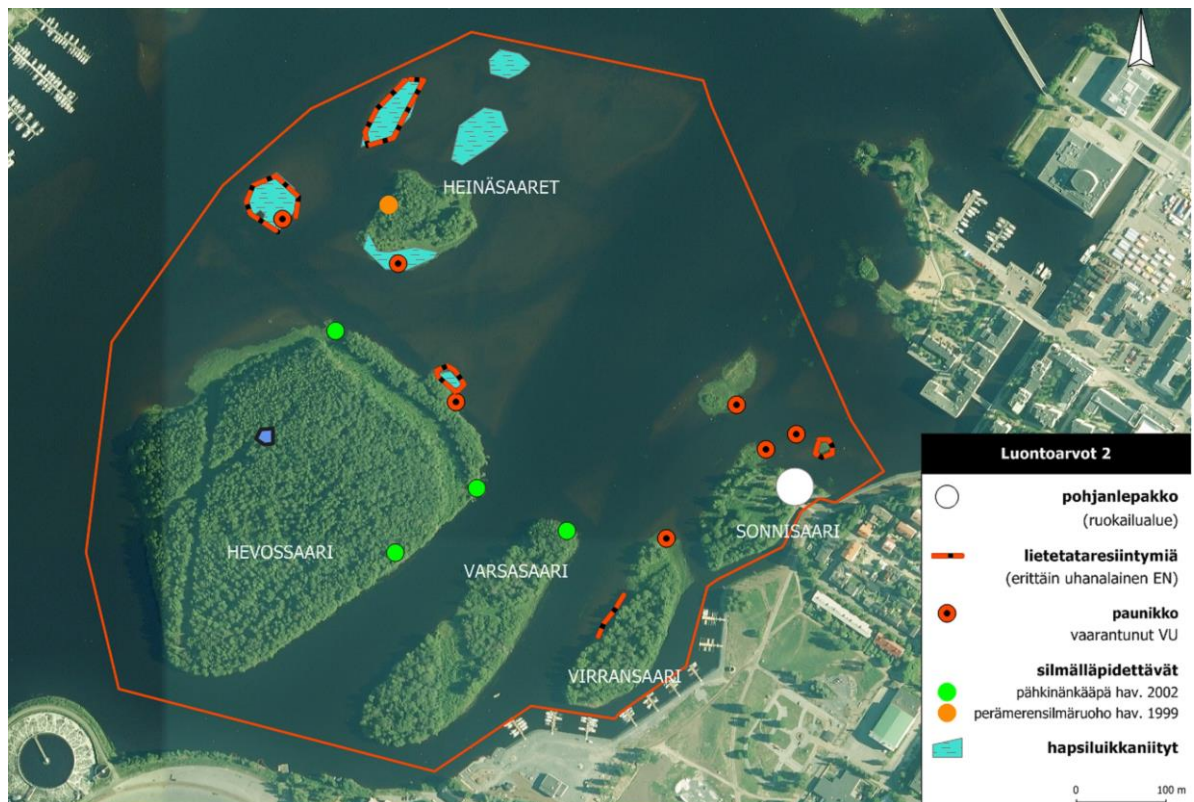 HEINÄSAARET
HEVOSSAARI
VARSASAARI
SONNISAARI
VIRRANSAARI
Luontoarvot 2
pohjanlepakko
(ruokailualue)
lietetataresiintymiä
(erittäin uhanalainen EN)
paunikko
vaarantunut VU
silmälläpidettävät
pähkinänkääpä hav. 2002
perämerensilmäruoho hav. 1999
hapsiluikkaniityt
0 100 m